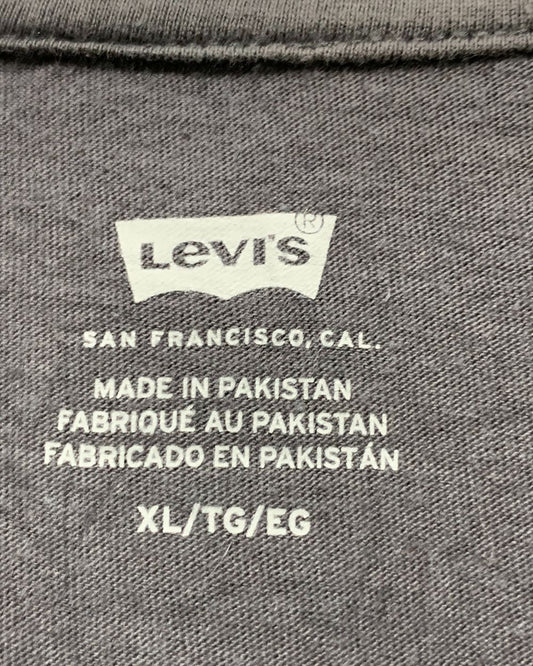 Levi's ®
SAN FRANCISCO, CAL.
MADE IN PAKISTAN
FABRIQUÉ AU PAKISTAN
FABRICADO EN PAKISTÁN
XL/TG/EG